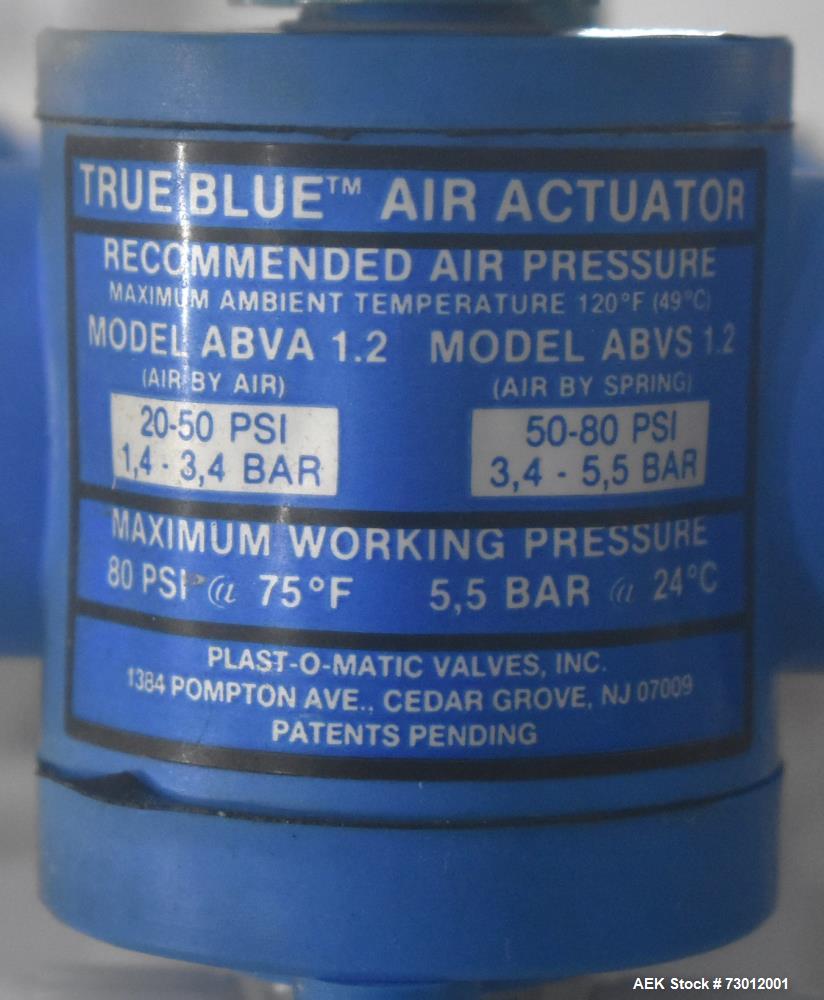 TRUE BLUE™ AIR ACTUATOR
RECOMMENDED AIR PRESSURE
MAXIMUM AMBIENT TEMPERATURE 120°F (49°C)
MODEL ABVA 1.2 MODEL ABVS 1.2
(AIR BY AIR) (AIR BY SPRING)
20-50 PSI 50-80 PSI
1,4 - 3,4 BAR 3,4 - 5,5 BAR
MAXIMUM WORKING PRESSURE
80 PSI @ 75°F 5,5 BAR @ 24°C
PLAST-O-MATIC VALVES, INC.
1384 POMPTON AVE., CEDAR GROVE, NJ 07009
PATENTS PENDING
AEK Stock # 73012001